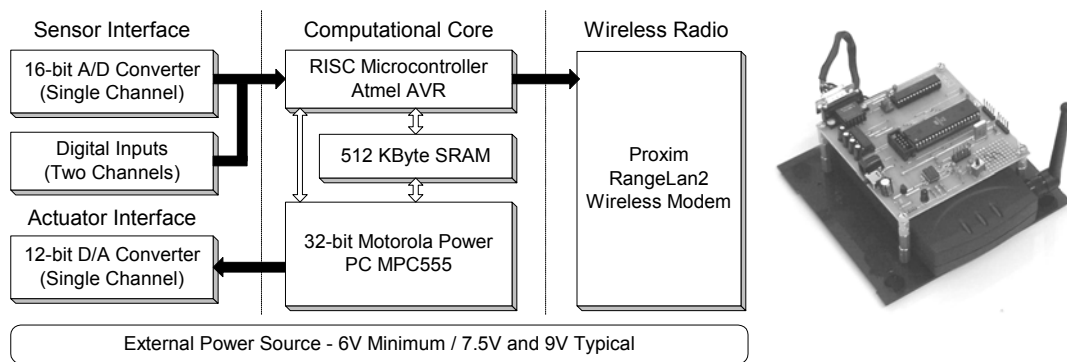 Sensor Interface
16-bit A/D Converter
(Single Channel)
Digital Inputs
(Two Channels)
Actuator Interface
12-bit D/A Converter
(Single Channel)
Computational Core
RISC Microcontroller
Atmel AVR
512 KByte SRAM
32-bit Motorola Power
PC MPC555
Wireless Radio
Proxim
RangeLan2
Wireless Modem
External Power Source - 6V Minimum / 7.5V and 9V Typical